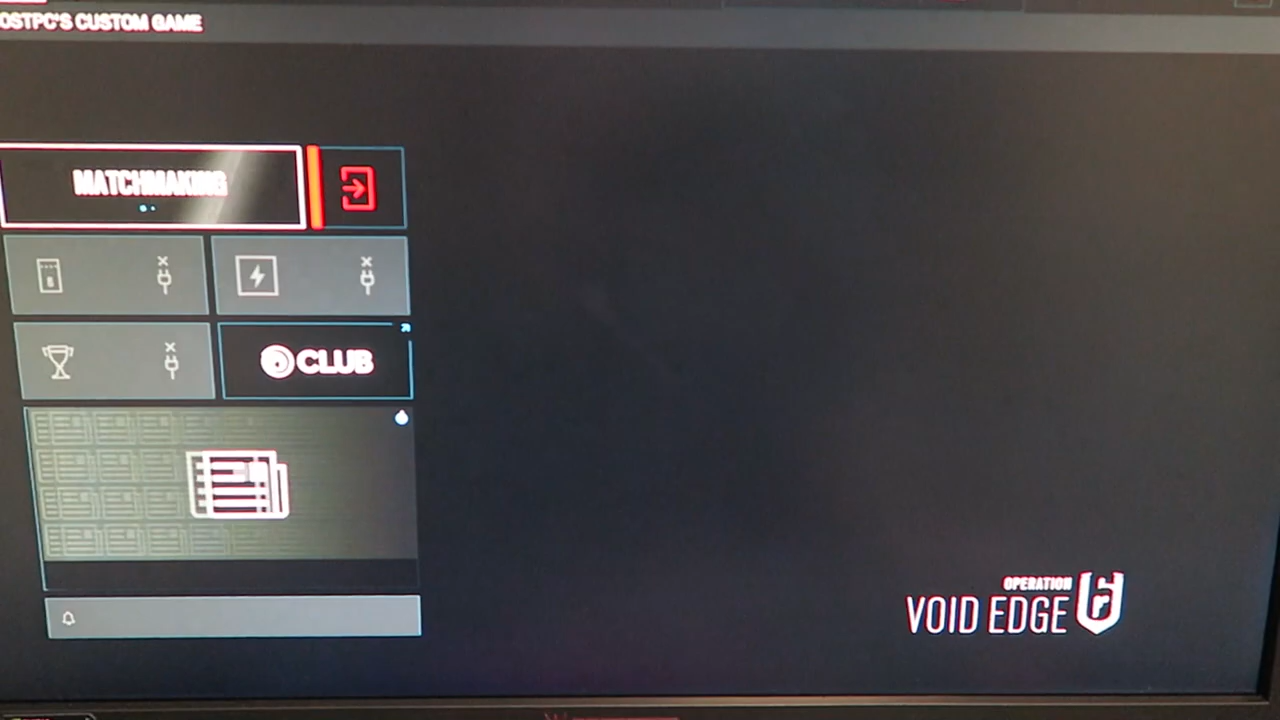 OSTPC'S CUSTOM GAME
MATCHMAKING
CLUB
OPERATION
VOID EDGE